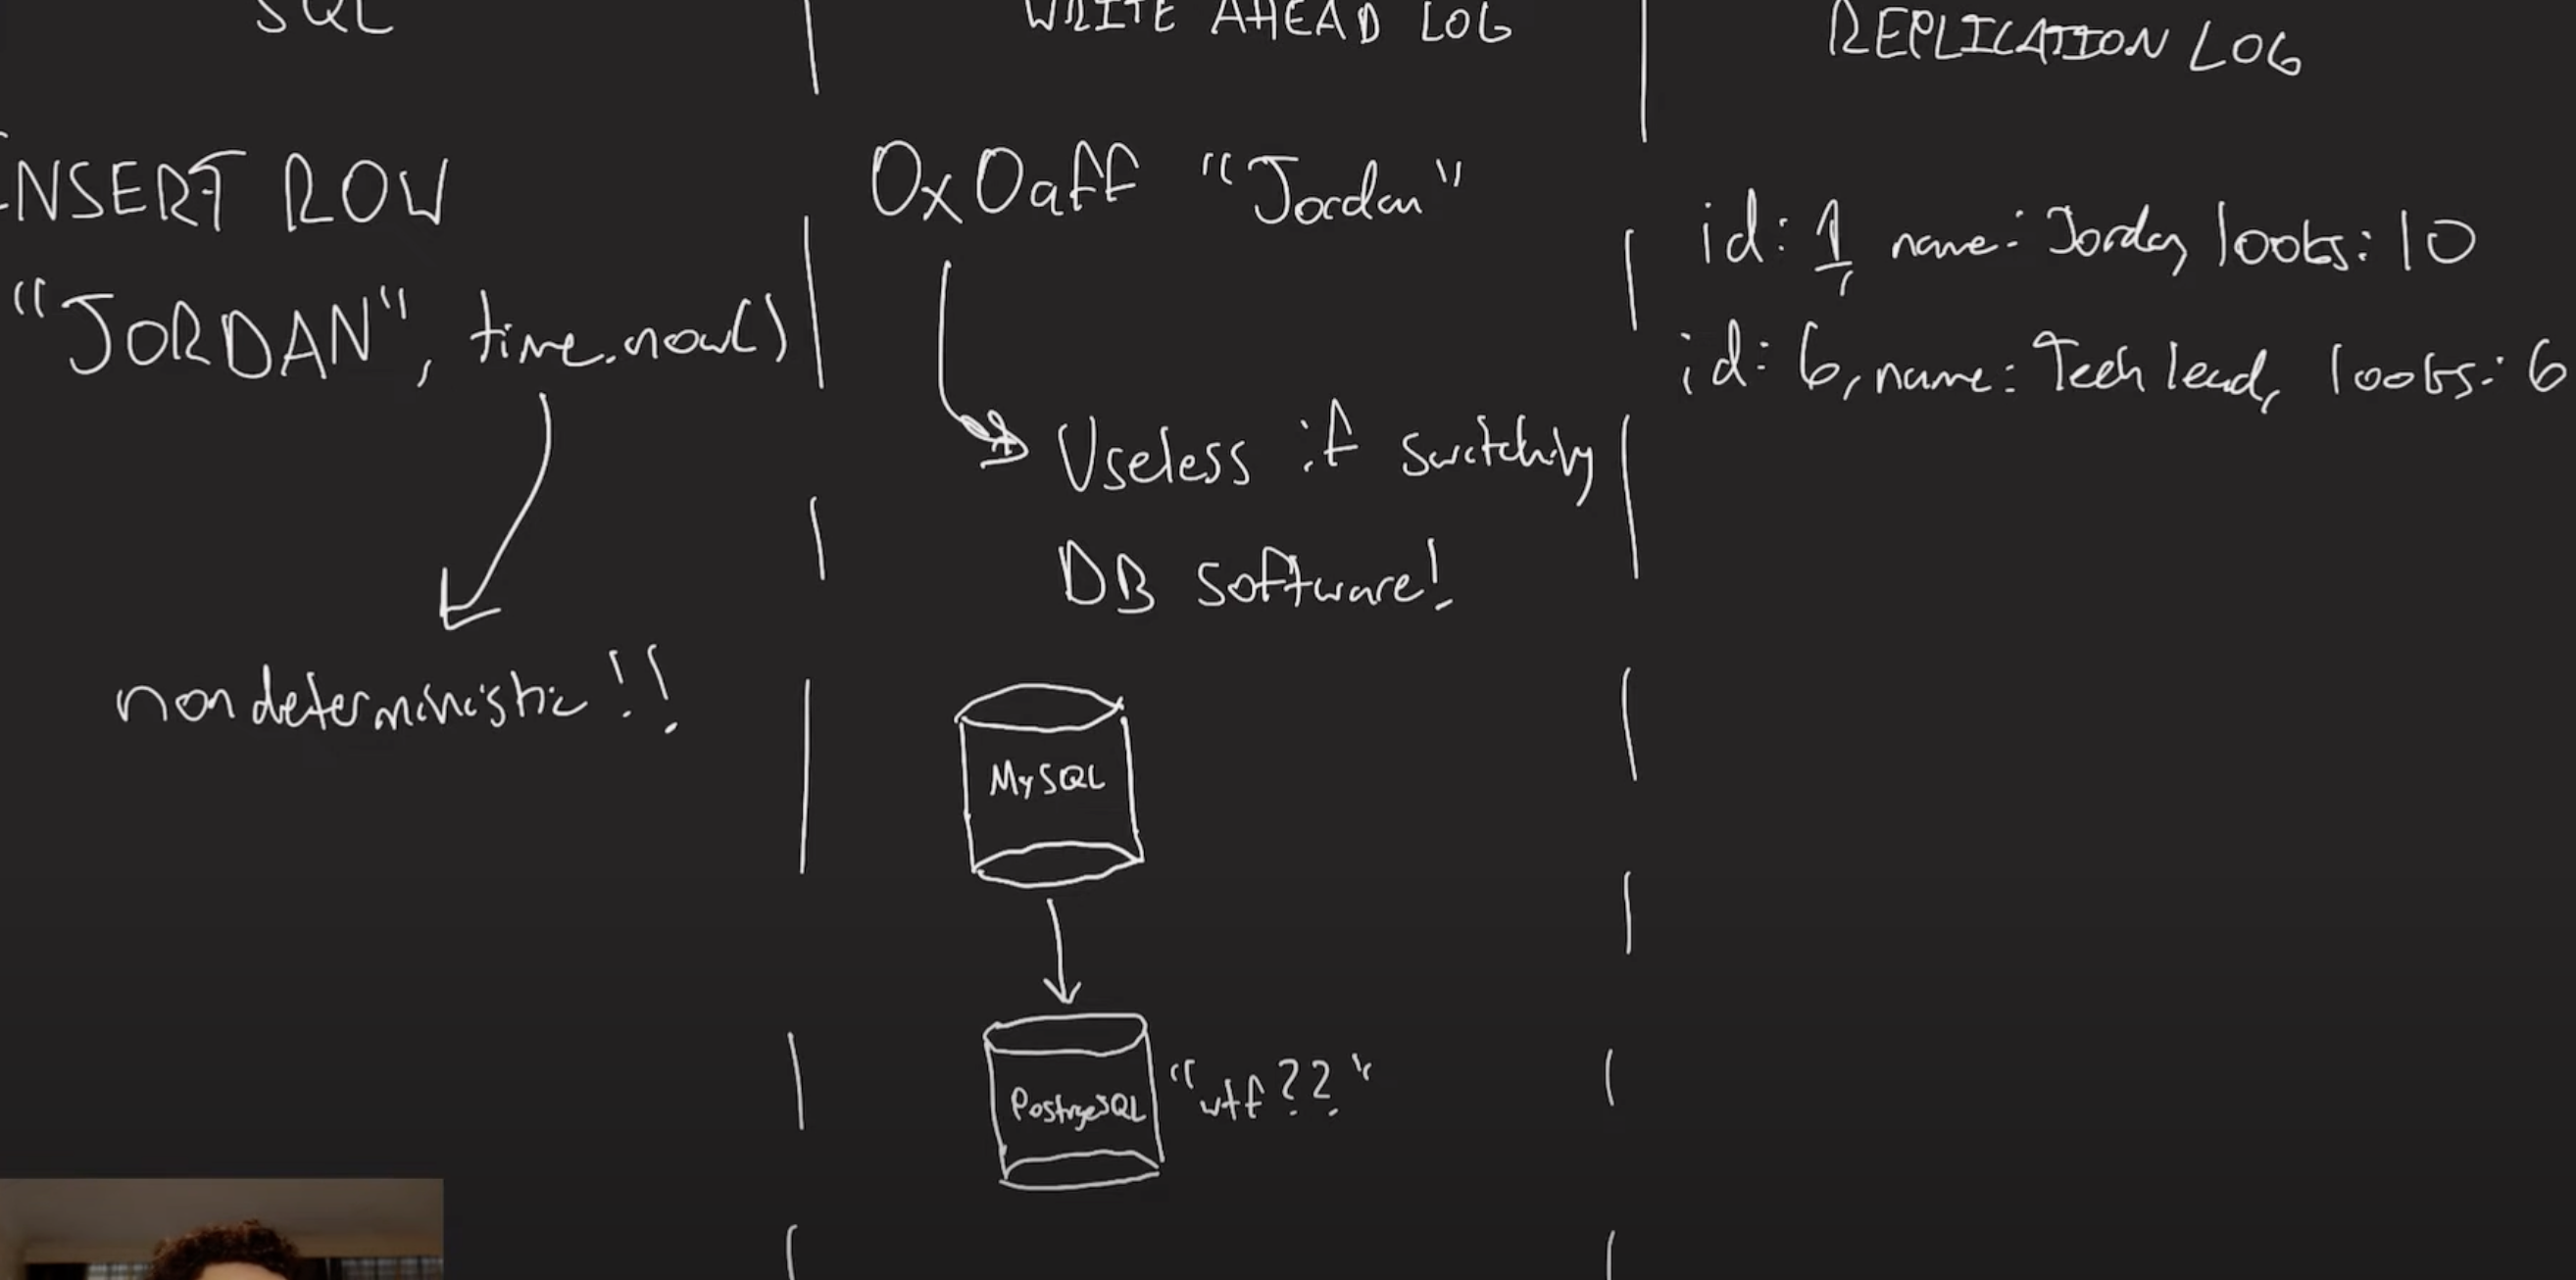 SQL
INSERT ROW
"JORDAN", time.now()
nondeterministic!!
WRITE AHEAD LOG
0x0aff "Jordan"
Useless if switching
DB software!
MySQL
PostgreSQL
"wtf??"
REPLICATION LOG
id: 1, name: Jordan, looks: 10
id: 6, name: Tech lead, looks: 6